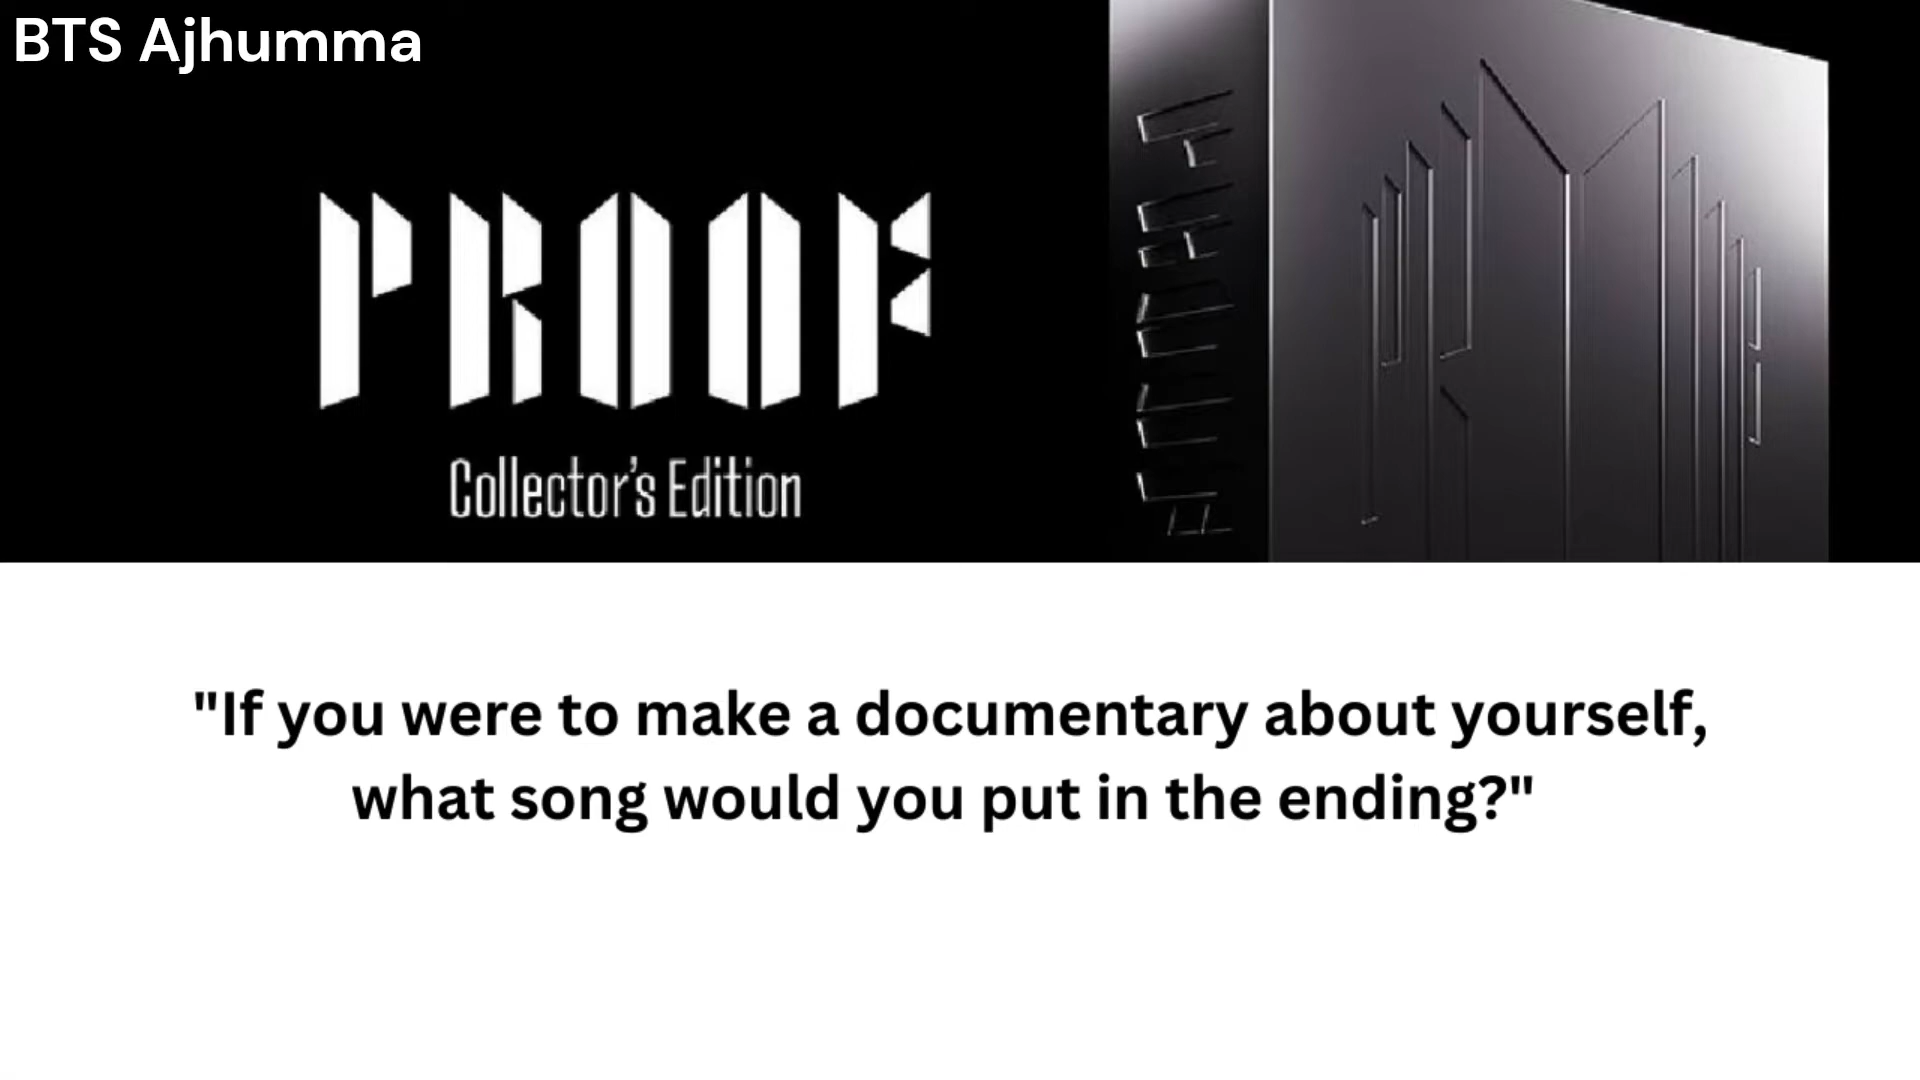 BTS Ajhumma
PROOF
Collector's Edition
PROOF
"If you were to make a documentary about yourself,
what song would you put in the ending?"